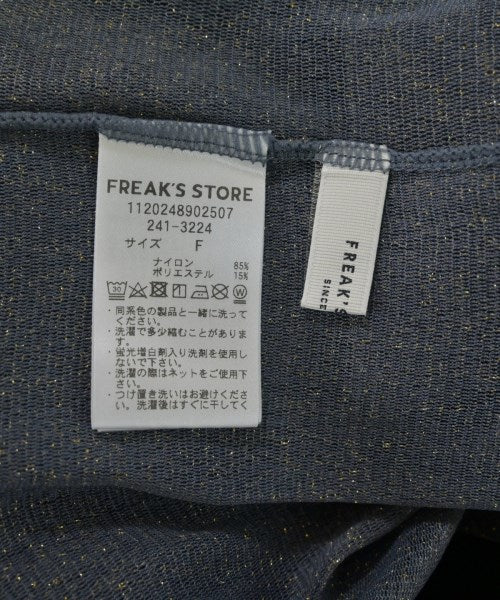 FREAK'S STORE
1120248902507
241-3224
サイズ F
ナイロン 85%
ポリエステル 15%
・同系色の製品と一緒に洗って
ください。
・洗濯で多少縮むことがありま
す。
・蛍光増白剤入り洗剤を使用し
ないで下さい。
・洗濯の際はネットをご使用下
さい。
・つけ置き洗いはお避けくださ
い。洗濯後はすぐに干してく
FREAK'S
SINCE